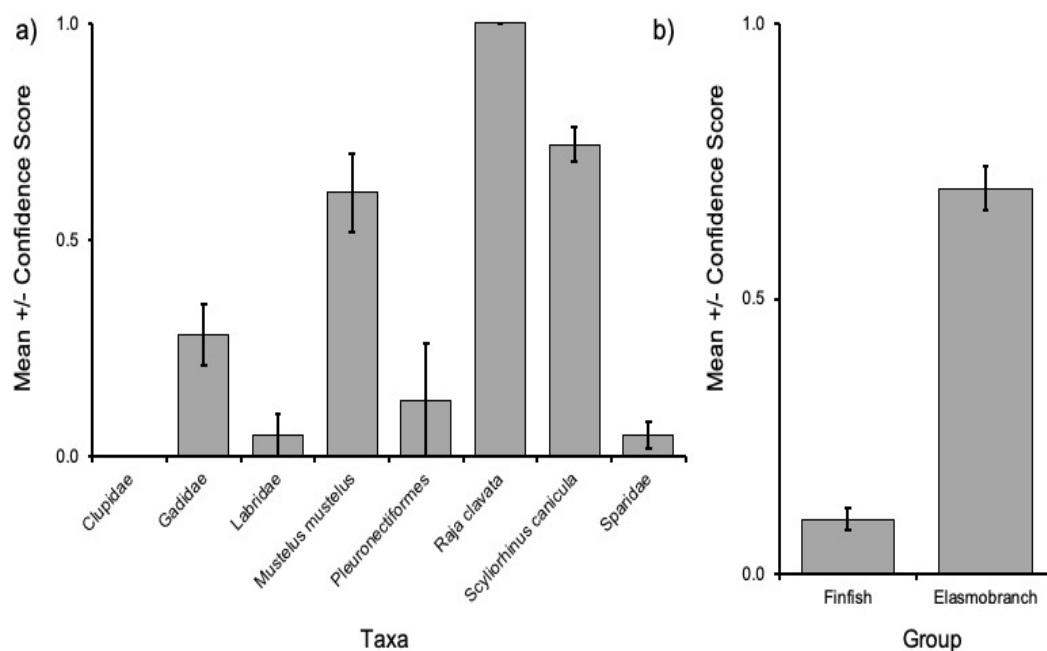 a)
Mean +/- Confidence Score
1.0
0.5
0.0
Clupidae
Gadidae
Labridae
Mustelus mustelus
Pleuronectiformes
Raja clavata
Scyliorhinus canicula
Sparidae
Taxa
b)
Mean +/- Confidence Score
1.0
0.5
0.0
Finfish
Elasmobranch
Group